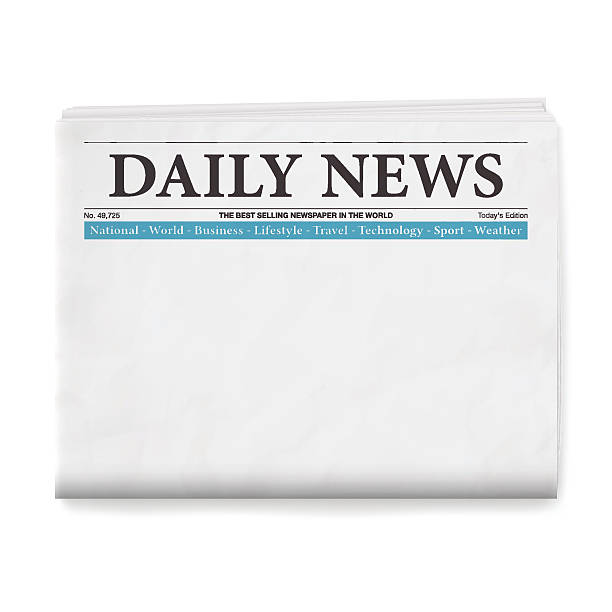 DAILY NEWS
No. 49,725 THE BEST SELLING NEWSPAPER IN THE WORLD Today's Edition
National - World - Business - Lifestyle - Travel - Technology - Sport - Weather